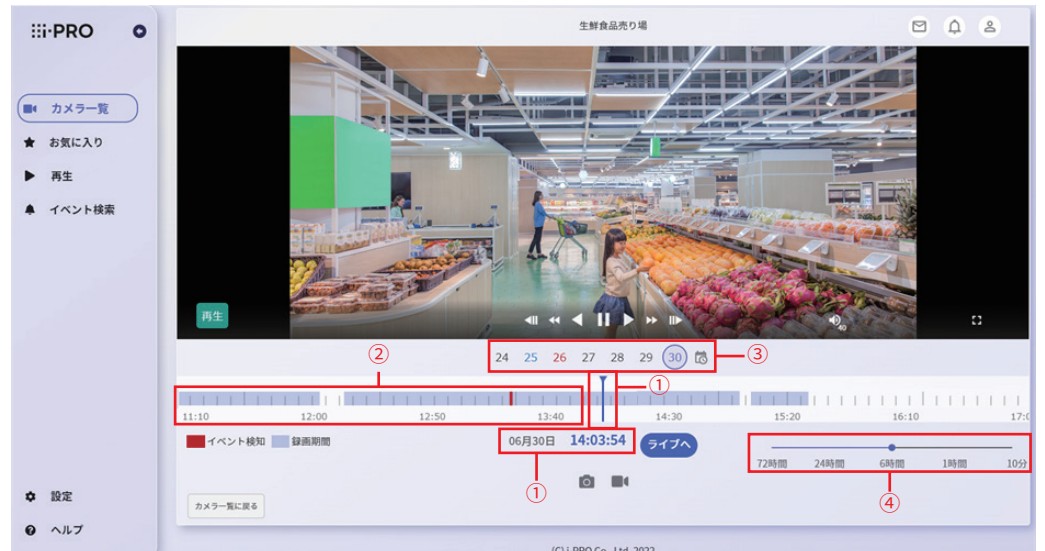 i-PRO
生鮮食品売り場
カメラ一覧
お気に入り
再生
イベント検索
再生
40
② 24 25 26 27 28 29 30 ③
①
11:10 12:00 12:50 13:40 14:30 15:20 16:10 17:0
イベント検知 録画期間 06月30日 14:03:54 ライブへ
72時間 24時間 6時間 1時間 10分
① ④
設定
カメラ一覧に戻る
ヘルプ
(C) i-PRO Co., Ltd. 2022